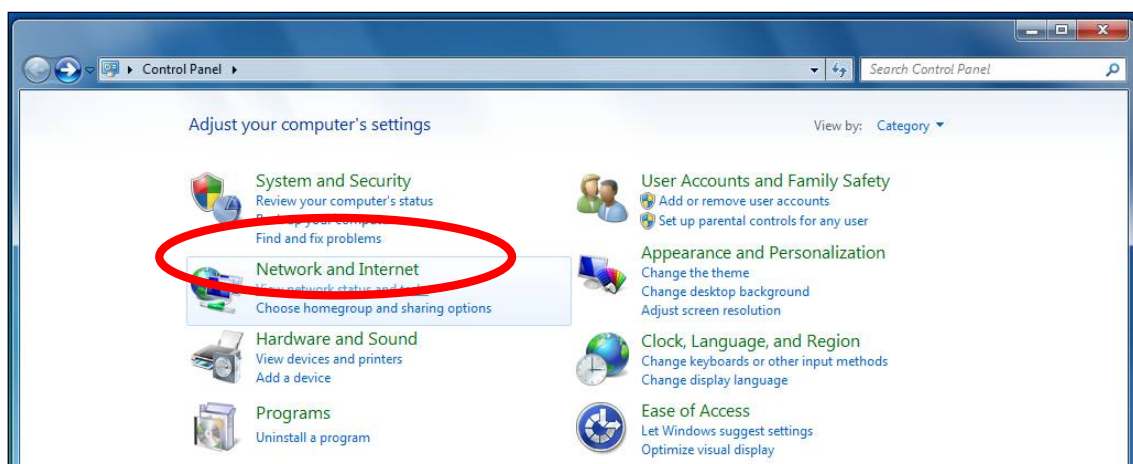 Control Panel
Search Control Panel
Adjust your computer's settings
View by: Category
System and Security
Review your computer's status
your
Find and fix problems
Network and Internet
View network status and
Choose homegroup and sharing options
Hardware and Sound
View devices and printers
Add a device
Programs
Uninstall a program
User Accounts and Family Safety
Add or remove user accounts
Set up parental controls for any user
Appearance and Personalization
Change the theme
Change desktop background
Adjust screen resolution
Clock, Language, and Region
Change keyboards or other input methods
Change display language
Ease of Access
Let Windows suggest settings
Optimize visual display